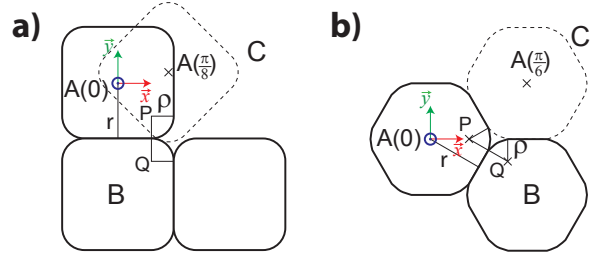 a)
C
y⃗
A(π/8)
A(0)
x⃗
ρ
P
r
Q
B
b)
C
A(π/6)
y⃗
P
A(0)
x⃗
ρ
r
Q
B